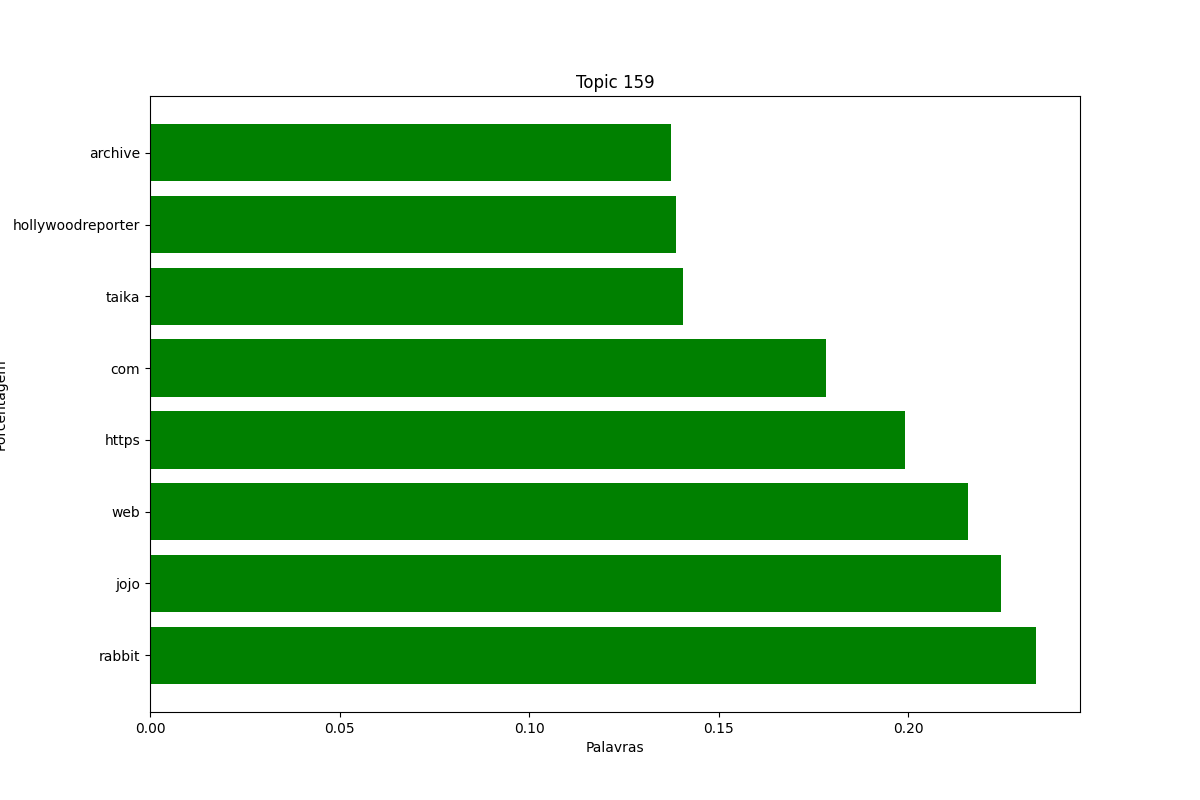 Topic 159
archive
hollywoodreporter
taika
com
https
web
jojo
rabbit
Porcentagem
0.00 0.05 0.10 0.15 0.20
Palavras